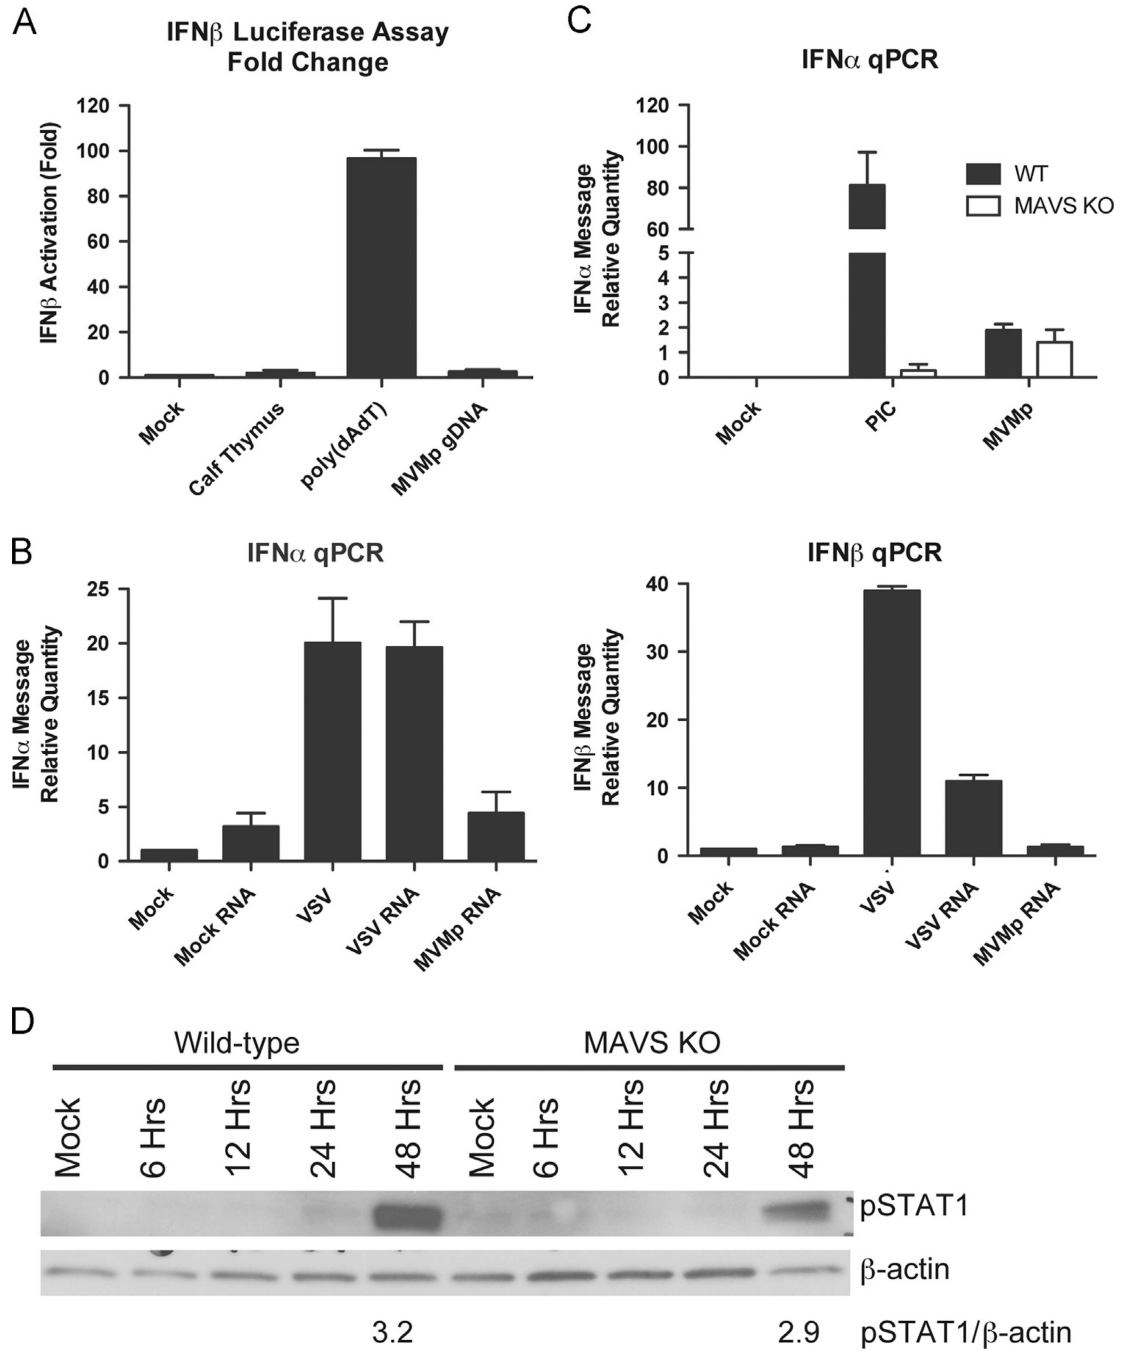 A
IFNβ Luciferase Assay
Fold Change
IFNβ Activation (Fold)
120
100
80
60
40
20
0
Mock
Calf Thymus
poly(dAdT)
MVMp gDNA
C
IFNα qPCR
IFNα Message
Relative Quantity
120
100
80
60
5
4
3
2
1
0
WT
MAVS KO
Mock
PIC
MVMp
B
IFNα qPCR
IFNα Message
Relative Quantity
25
20
15
10
5
0
Mock
Mock RNA
VSV
VSV RNA
MVMp RNA
IFNβ qPCR
IFNβ Message
Relative Quantity
40
30
20
10
0
Mock
Mock RNA
VSV
VSV RNA
MVMp RNA
D
Wild-type
MAVS KO
Mock
6 Hrs
12 Hrs
24 Hrs
48 Hrs
Mock
6 Hrs
12 Hrs
24 Hrs
48 Hrs
pSTAT1
β-actin
3.2
2.9
pSTAT1/β-actin